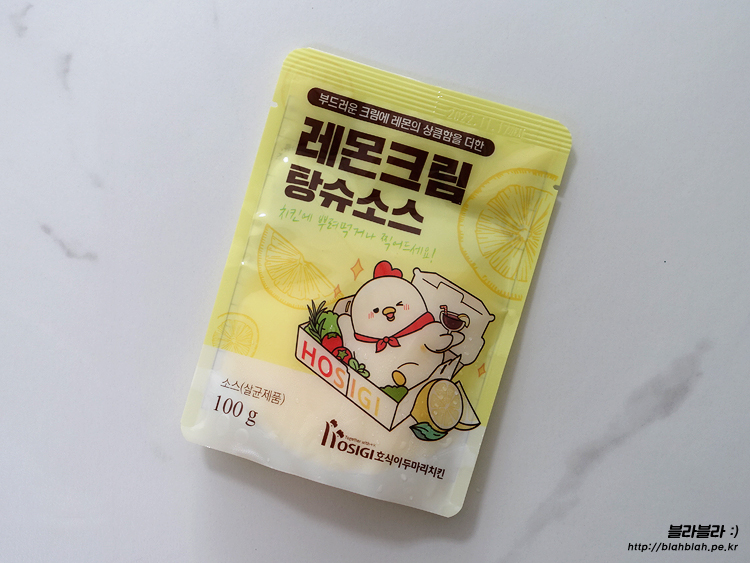 부드러운 크림에 레몬의 상큼함을 더한
레몬크림
탕슈소스
치킨에 뿌려먹거나 찍어드세요!
HOSIGI
소스(살균제품)
100 g
Together with
HOSIGI 호식이두마리치킨
블라블라 :)
http://blahblah.pe.kr